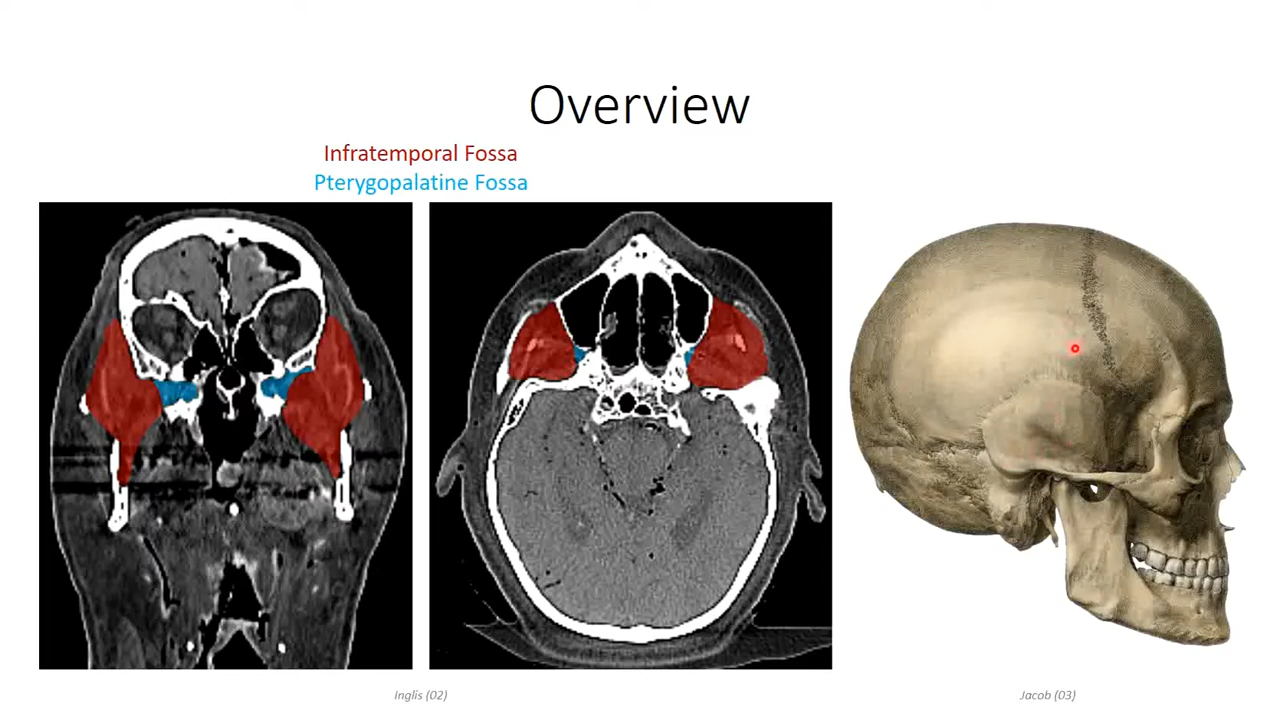 Overview
Infratemporal Fossa
Pterygopalatine Fossa
Inglis (02)
Jacob (03)